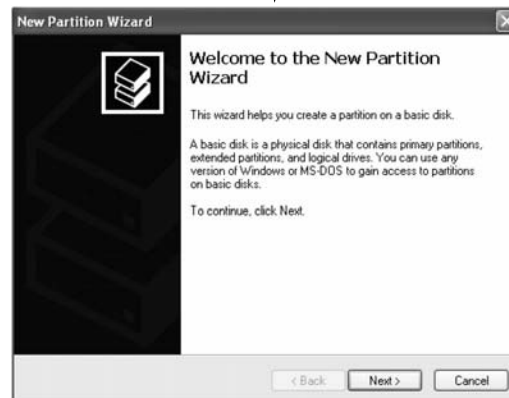 New Partition Wizard
Welcome to the New Partition
Wizard
This wizard helps you create a partition on a basic disk.
A basic disk is a physical disk that contains primary partitions,
extended partitions, and logical drives. You can use any
version of Windows or MS-DOS to gain access to partitions
on basic disks.
To continue, click Next.
< Back
Next >
Cancel